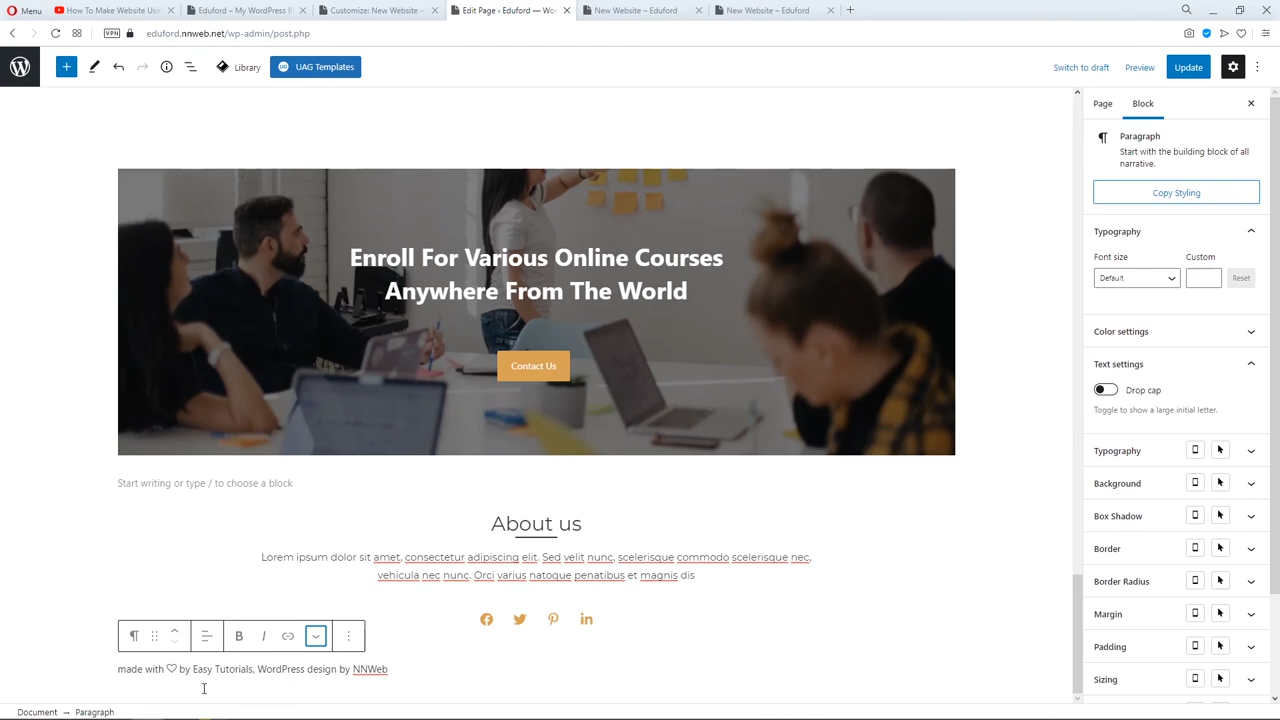 Menu
How To Make Website Usin
Eduford – My WordPress B
Customize: New Website –
Edit Page ‹ Eduford — Wor
New Website – Eduford
New Website – Eduford
VPN
eduford.nnweb.net/wp-admin/post.php
Library
UG
UAG Templates
Switch to draft
Preview
Update
Page
Block
Paragraph
Start with the building block of all
narrative.
Copy Styling
Typography
Font size
Custom
Default
Reset
Color settings
Text settings
Drop cap
Toggle to show a large initial letter.
Typography
Background
Box Shadow
Border
Border Radius
Margin
Padding
Sizing
Enroll For Various Online Courses
Anywhere From The World
Contact Us
Start writing or type / to choose a block
About us
Lorem ipsum dolor sit amet, consectetur adipiscing elit. Sed velit nunc, scelerisque commodo scelerisque nec,
vehicula nec nunc. Orci varius natoque penatibus et magnis dis
B I
made with ♡ by Easy Tutorials, WordPress design by NNWeb
Document → Paragraph